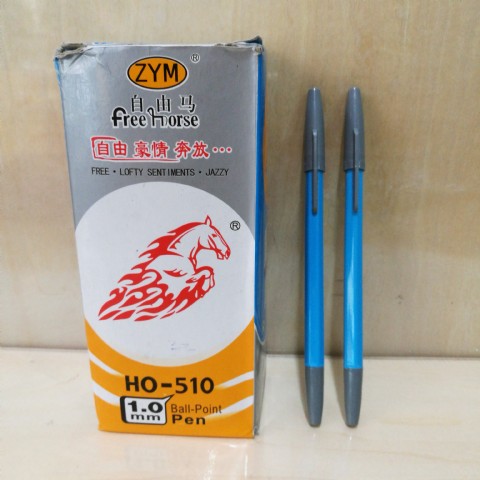 ZYM
自由马
free horse ®
自由 豪情 奔放···
FREE · LOFTY SENTIMENTS · JAZZY
®
HO-510
1.0 mm Ball-Point Pen